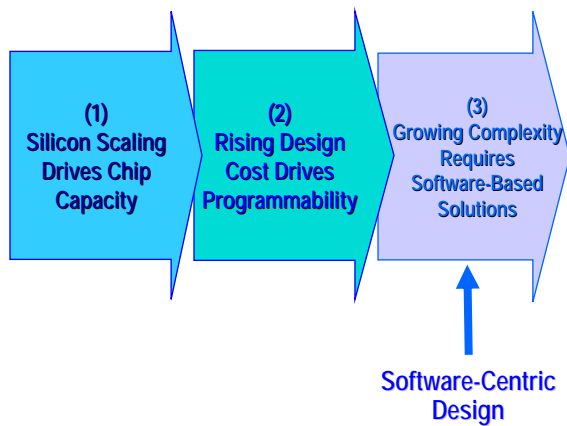 (1)
Silicon Scaling
Drives Chip
Capacity
(2)
Rising Design
Cost Drives
Programmability
(3)
Growing Complexity
Requires
Software-Based
Solutions
Software-Centric
Design